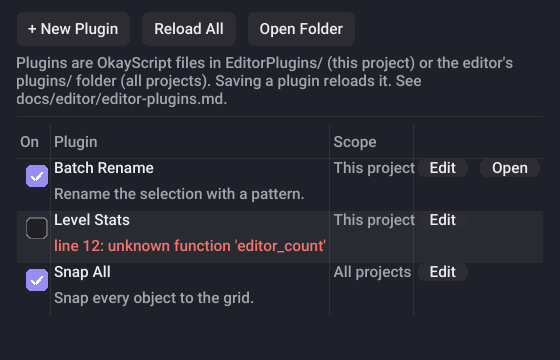 + New Plugin Reload All Open Folder
Plugins are OkayScript files in EditorPlugins/ (this project) or the editor's
plugins/ folder (all projects). Saving a plugin reloads it. See
docs/editor/editor-plugins.md.
On Plugin Scope
Batch Rename This project Edit Open
Rename the selection with a pattern.
Level Stats This project Edit
line 12: unknown function 'editor_count'
Snap All All projects Edit
Snap every object to the grid.